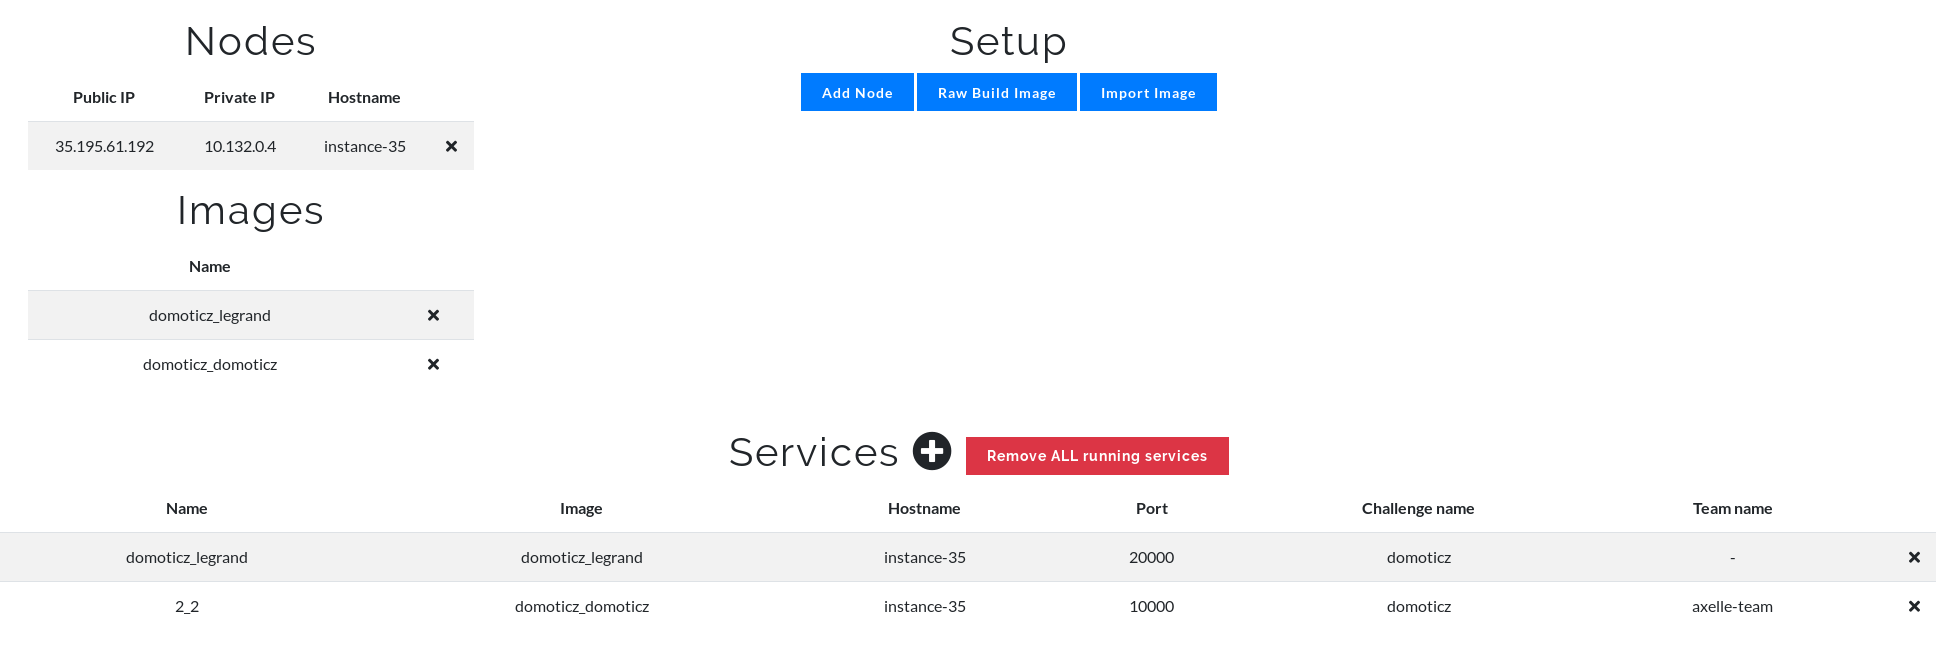 Nodes
Public IP Private IP Hostname
35.195.61.192 10.132.0.4 instance-35
Images
Name
domoticz_legrand
domoticz_domoticz
Setup
Add Node Raw Build Image Import Image
Services Remove ALL running services
Name Image Hostname Port Challenge name Team name
domoticz_legrand domoticz_legrand instance-35 20000 domoticz -
2_2 domoticz_domoticz instance-35 10000 domoticz axelle-team